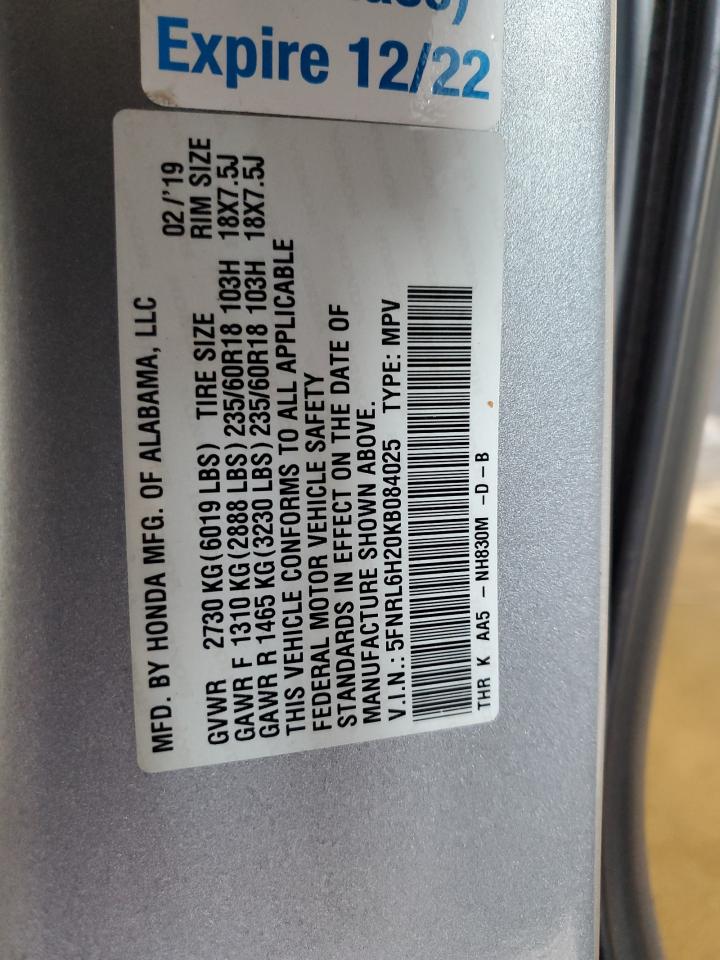 Expire 12/22
MFD. BY HONDA MFG. OF ALABAMA, LLC 02/'19
GVWR 2730 KG(6019 LBS) TIRE SIZE RIM SIZE
GAWR F 1310 KG(2888 LBS) 235/60R18 103H 18X7.5J
GAWR R 1465 KG(3230 LBS) 235/60R18 103H 18X7.5J
THIS VEHICLE CONFORMS TO ALL APPLICABLE
FEDERAL MOTOR VEHICLE SAFETY
STANDARDS IN EFFECT ON THE DATE OF
MANUFACTURE SHOWN ABOVE.
V.I.N.: 5FNRL6H20KB084025 TYPE: MPV
THR K AA5 - NH830M -D-B